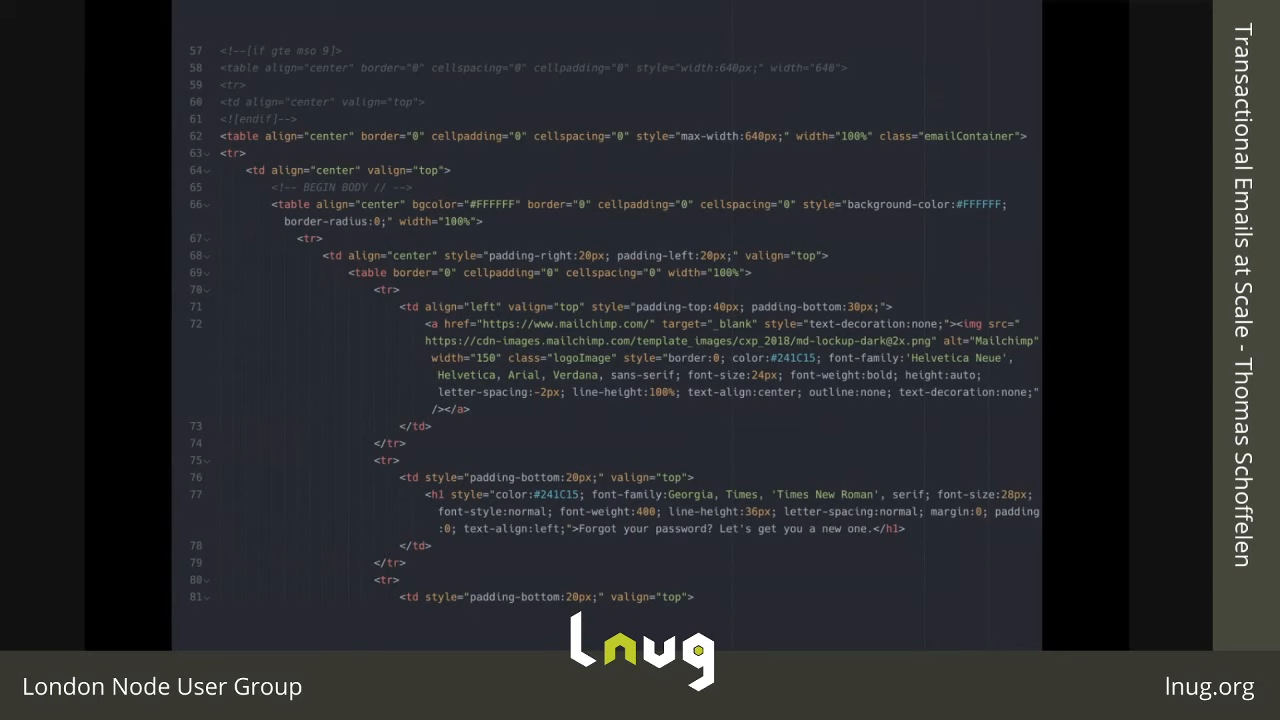 57 <!--[if gte mso 9]>
58 <table align="center" border="0" cellspacing="0" cellpadding="0" style="width:640px;" width="640">
59 <tr>
60 <td align="center" valign="top">
61 <![endif]-->
62 <table align="center" border="0" cellpadding="0" cellspacing="0" style="max-width:640px;" width="100%" class="emailContainer">
63 <tr>
64 <td align="center" valign="top">
65 <!-- BEGIN BODY // -->
66 <table align="center" bgcolor="#FFFFFF" border="0" cellpadding="0" cellspacing="0" style="background-color:#FFFFFF;
border-radius:0;" width="100%">
67 <tr>
68 <td align="center" style="padding-right:20px; padding-left:20px;" valign="top">
69 <table border="0" cellpadding="0" cellspacing="0" width="100%">
70 <tr>
71 <td align="left" valign="top" style="padding-top:40px; padding-bottom:30px;">
72 <a href="https://www.mailchimp.com/" target="_blank" style="text-decoration:none;"><img src="
https://cdn-images.mailchimp.com/template_images/cxp_2018/md-lockup-dark@2x.png" alt="Mailchimp"
width="150" class="logoImage" style="border:0; color:#241C15; font-family:'Helvetica Neue',
Helvetica, Arial, Verdana, sans-serif; font-size:24px; font-weight:bold; height:auto;
letter-spacing:-2px; line-height:100%; text-align:center; outline:none; text-decoration:none;"
/></a>
73 </td>
74 </tr>
75 <tr>
76 <td style="padding-bottom:20px;" valign="top">
77 <h1 style="color:#241C15; font-family:Georgia, Times, 'Times New Roman', serif; font-size:28px;
font-style:normal; font-weight:400; line-height:36px; letter-spacing:normal; margin:0; padding
:0; text-align:left;">Forgot your password? Let's get you a new one.</h1>
78 </td>
79 </tr>
80 <tr>
81 <td style="padding-bottom:20px;" valign="top">
Transactional Emails at Scale - Thomas Schoffelen
lnug
London Node User Group
lnug.org